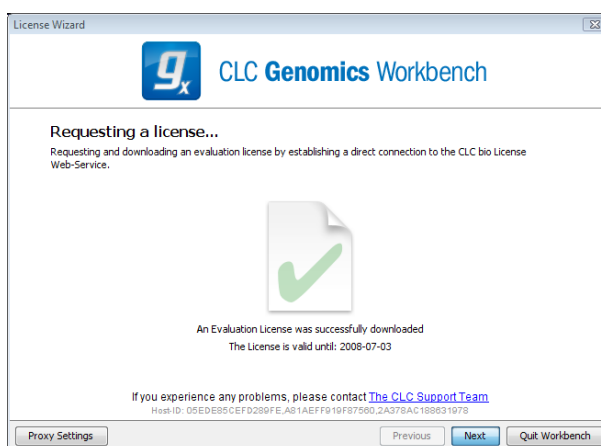 License Wizard
gx CLC Genomics Workbench
Requesting a license...
Requesting and downloading an evaluation license by establishing a direct connection to the CLC bio License
Web-Service.
An Evaluation License was successfully downloaded
The License is valid until: 2008-07-03
If you experience any problems, please contact The CLC Support Team
Host-ID: 05EDE85CEFD289FE,A81AEFF919F87560,2A378AC188631978
Proxy Settings Previous Next Quit Workbench